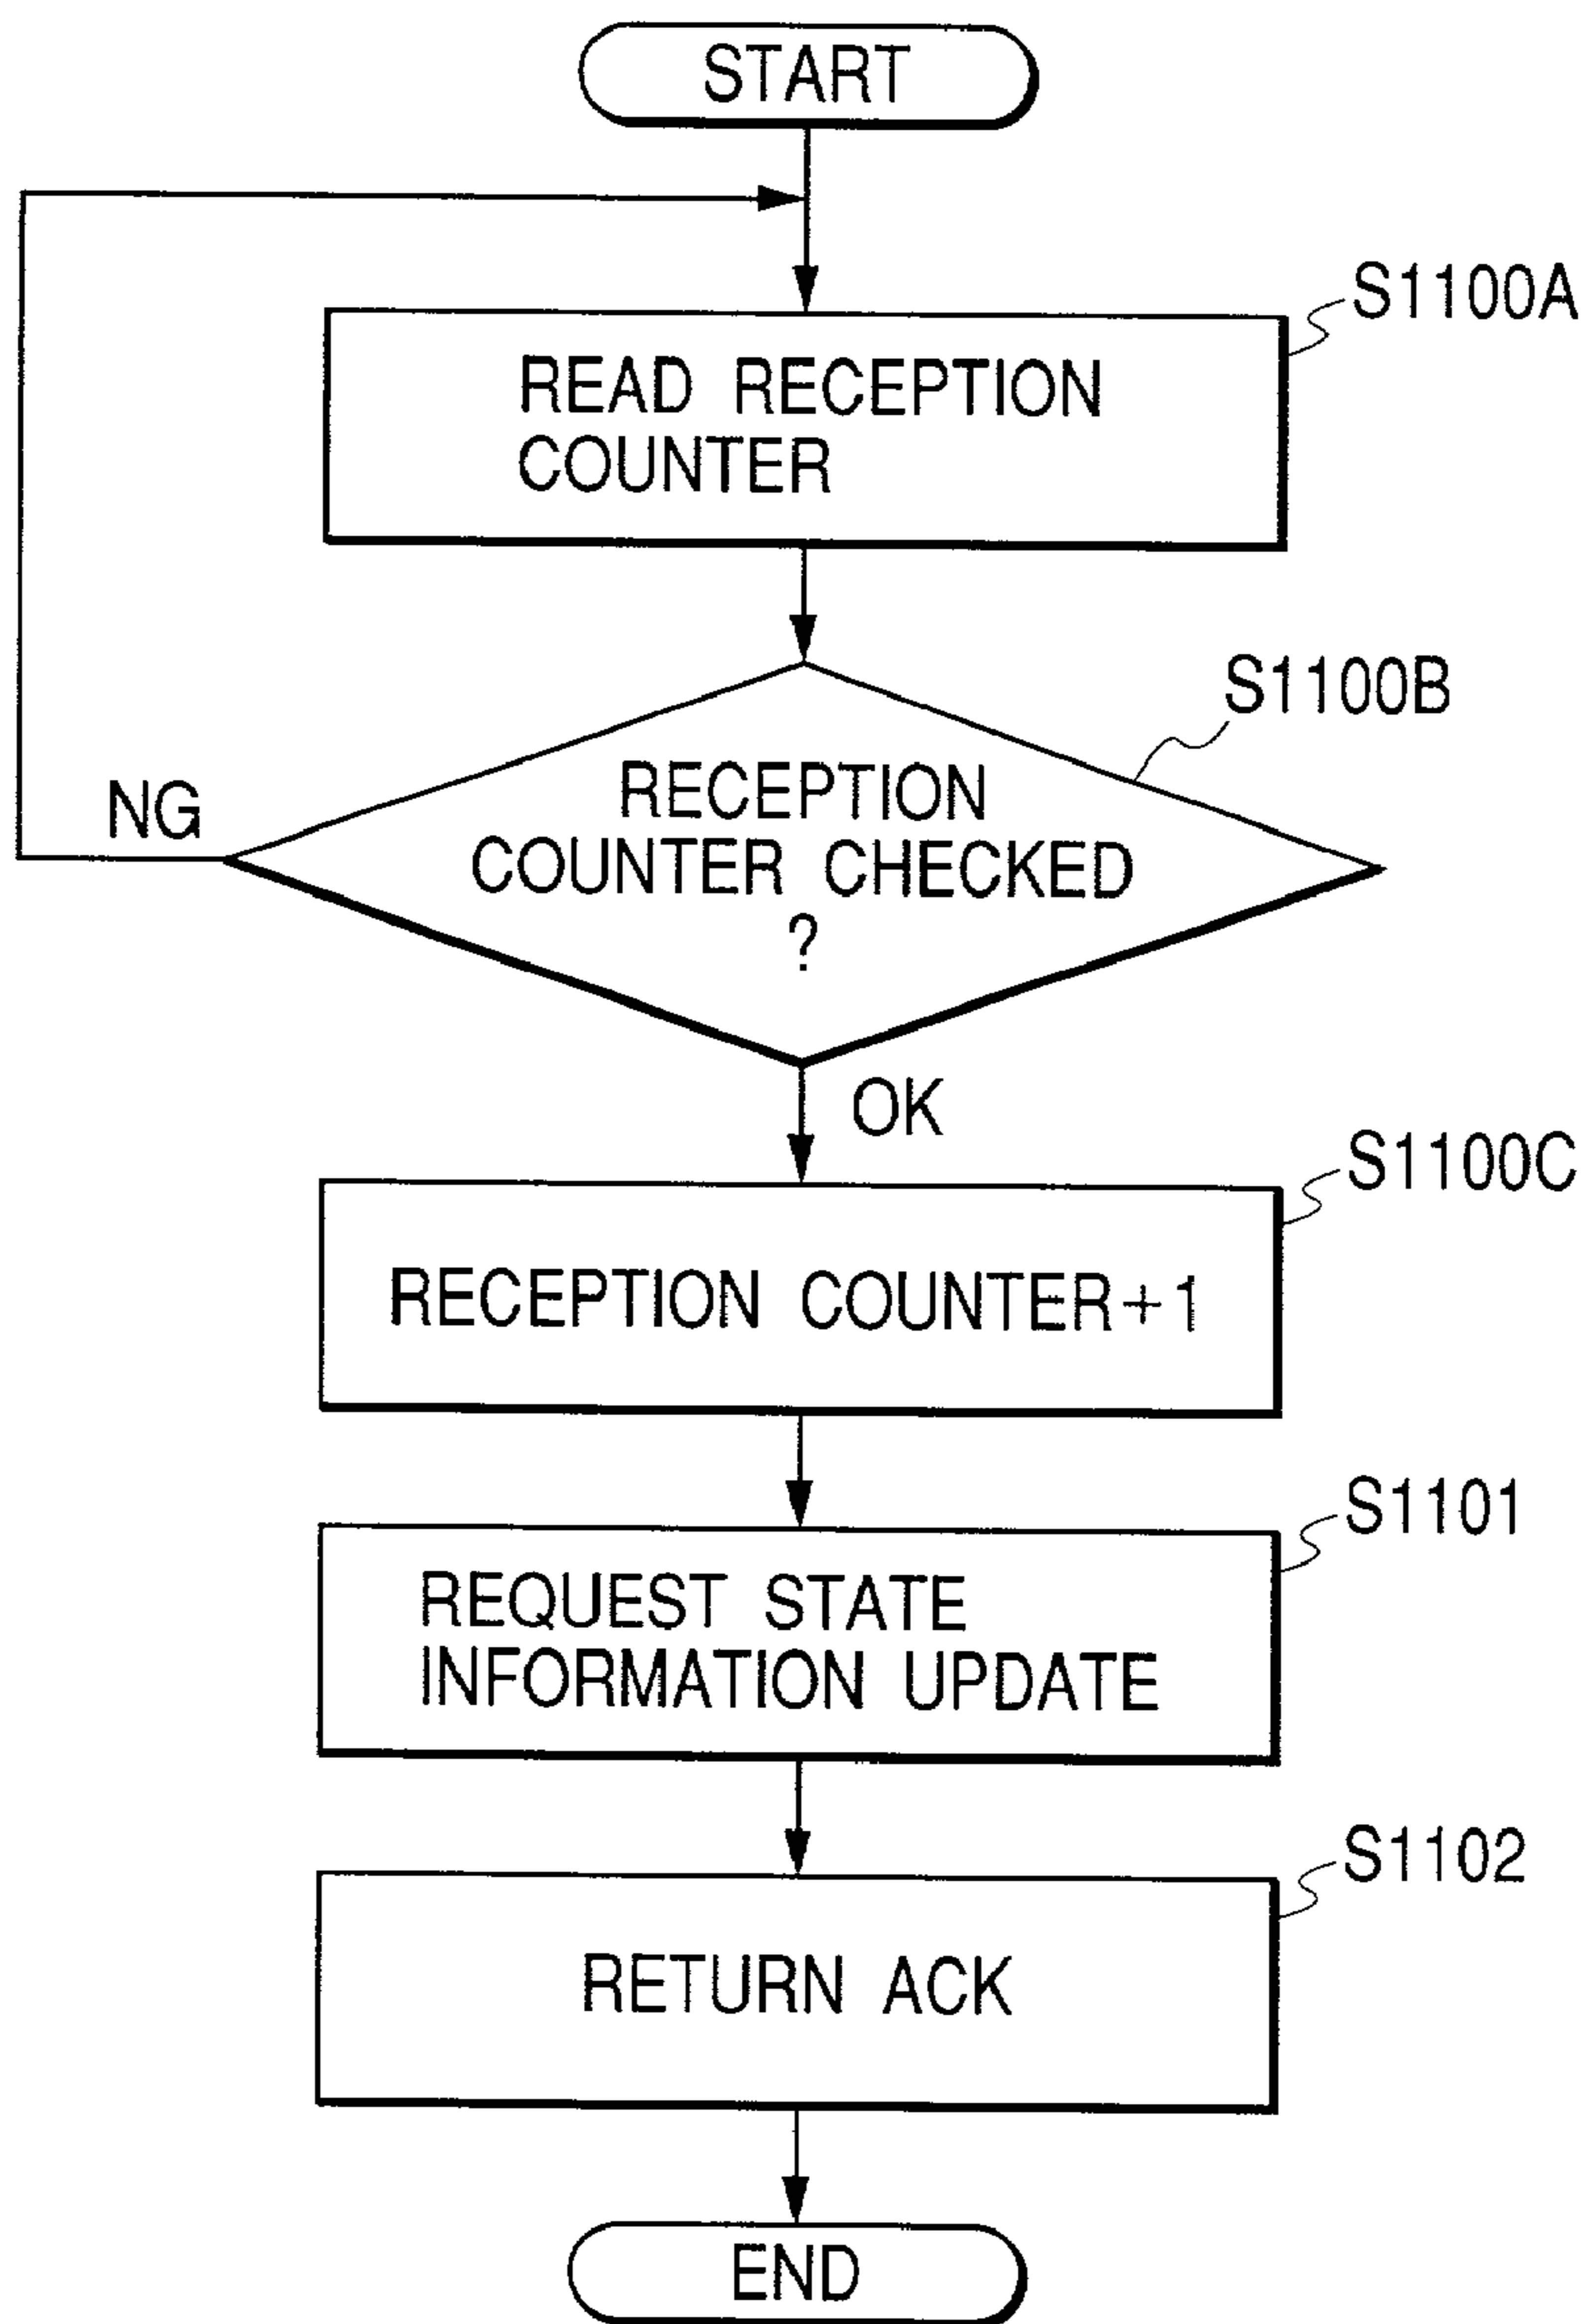 START
S1100A
READ RECEPTION
COUNTER
S1100B
RECEPTION
COUNTER CHECKED
?
NG
OK
S1100C
RECEPTION COUNTER+1
S1101
REQUEST STATE
INFORMATION UPDATE
S1102
RETURN ACK
END